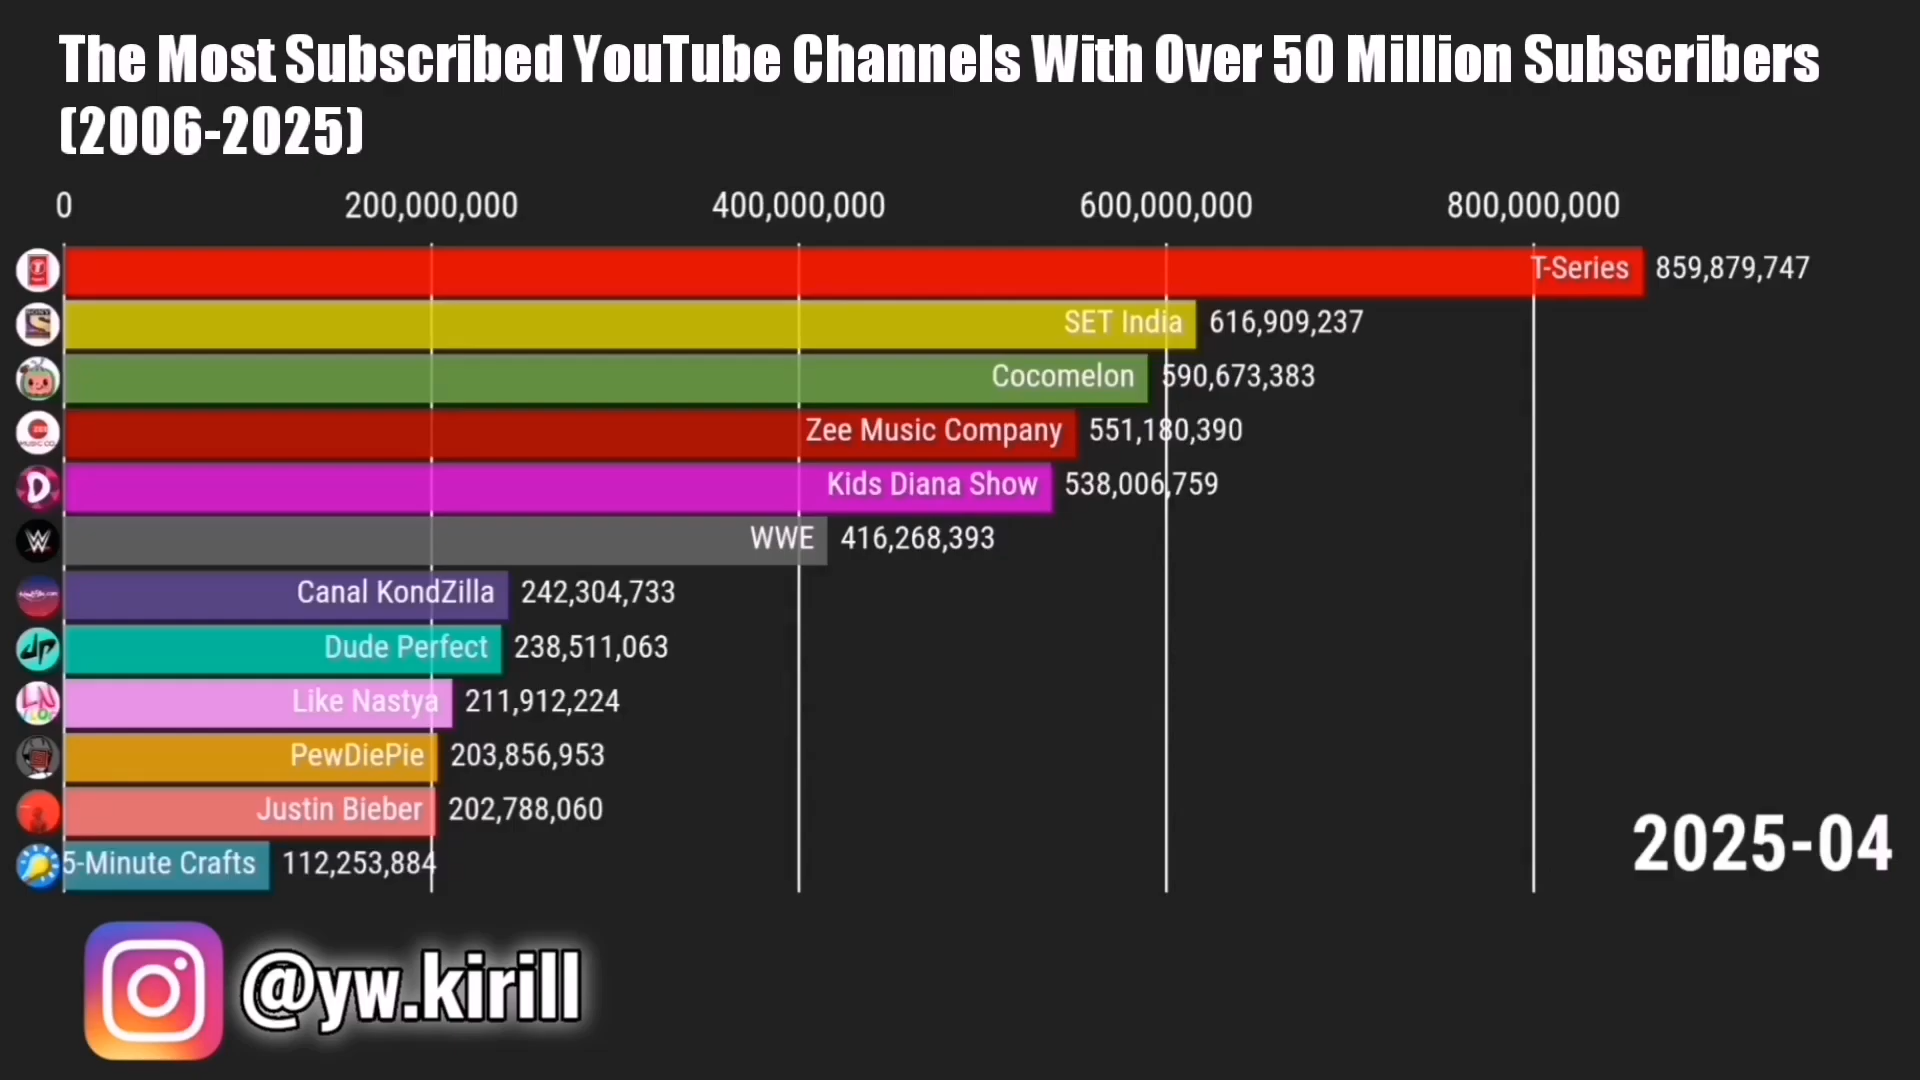 The Most Subscribed YouTube Channels With Over 50 Million Subscribers
(2006-2025)
0 200,000,000 400,000,000 600,000,000 800,000,000
T-Series 859,879,747
SET India 616,909,237
Cocomelon 590,673,383
Zee Music Company 551,180,390
Kids Diana Show 538,006,759
WWE 416,268,393
Canal KondZilla 242,304,733
Dude Perfect 238,511,063
Like Nastya 211,912,224
PewDiePie 203,856,953
Justin Bieber 202,788,060
5-Minute Crafts 112,253,884
2025-04
@yw.kirill